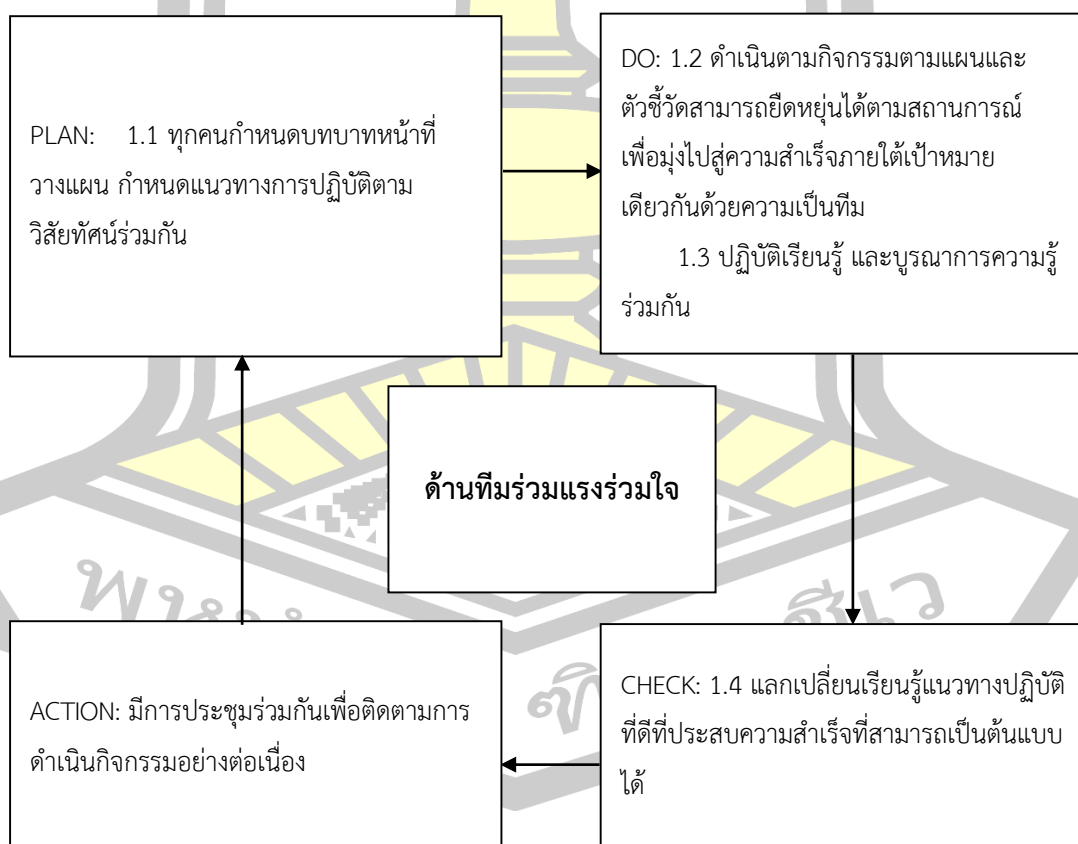 PLAN: 1.1 ทุกคนกำหนดบทบาทหน้าที่
วางแผน กำหนดแนวทางการปฏิบัติตาม
วิสัยทัศน์ร่วมกัน
DO: 1.2 ดำเนินตามกิจกรรมตามแผนและ
ตัวชี้วัดสามารถยืดหยุ่นได้ตามสถานการณ์
เพื่อมุ่งไปสู่ความสำเร็จภายใต้เป้าหมาย
เดียวกันด้วยความเป็นทีม
1.3 ปฏิบัติเรียนรู้ และบูรณาการความรู้
ร่วมกัน
ด้านทีมร่วมแรงร่วมใจ
ACTION: มีการประชุมร่วมกันเพื่อติดตามการ
ดำเนินกิจกรรมอย่างต่อเนื่อง
CHECK: 1.4 แลกเปลี่ยนเรียนรู้แนวทางปฏิบัติ
ที่ดีที่ประสบความสำเร็จที่สามารถเป็นต้นแบบ
ได้
ชีเว